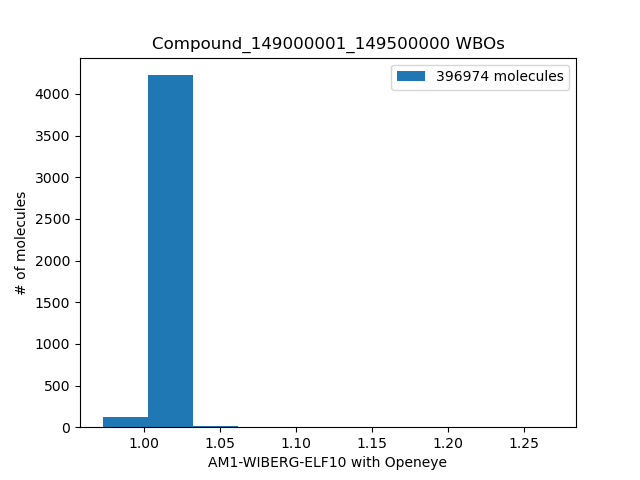 Compound_149000001_149500000 WBOs
396974 molecules
# of molecules
4000
3500
3000
2500
2000
1500
1000
500
0
1.00 1.05 1.10 1.15 1.20 1.25
AM1-WIBERG-ELF10 with Openeye